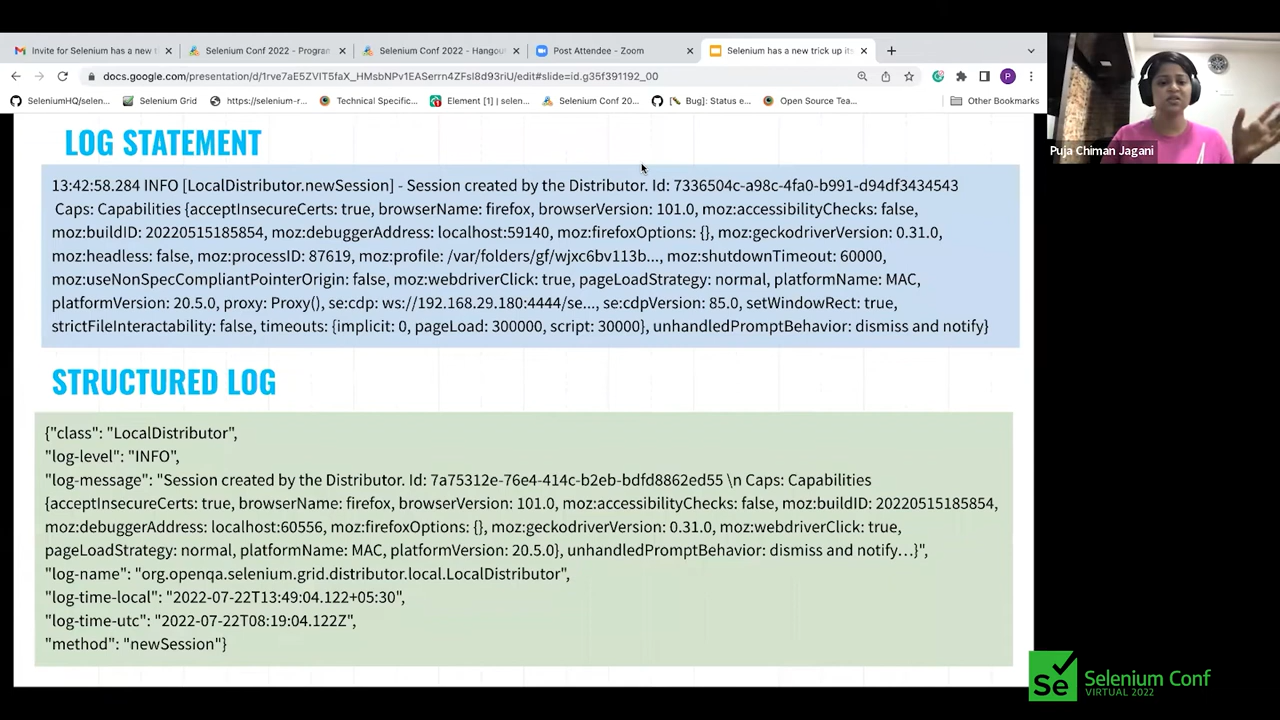 Invite for Selenium has a new t
Selenium Conf 2022 - Program
Selenium Conf 2022 - Hangout
Post Attendee - Zoom
Selenium has a new trick up its
docs.google.com/presentation/d/1rve7aE5ZVIT5faX_HMsbNPv1EASerrn4ZFsI8d93riU/edit#slide=id.g35f391192_00
P
SeleniumHQ/selen...
Selenium Grid
https://selenium-r...
Technical Specific...
Element [1] | selen...
Selenium Conf 20...
[🐛 Bug]: Status e...
Open Source Tea...
Other Bookmarks
Puja Chiman Jagani
LOG STATEMENT
13:42:58.284 INFO [LocalDistributor.newSession] - Session created by the Distributor. Id: 7336504c-a98c-4fa0-b991-d94df3434543
Caps: Capabilities {acceptInsecureCerts: true, browserName: firefox, browserVersion: 101.0, moz:accessibilityChecks: false,
moz:buildID: 20220515185854, moz:debuggerAddress: localhost:59140, moz:firefoxOptions: {}, moz:geckodriverVersion: 0.31.0,
moz:headless: false, moz:processID: 87619, moz:profile: /var/folders/gf/wjxc6bv113b..., moz:shutdownTimeout: 60000,
moz:useNonSpecCompliantPointerOrigin: false, moz:webdriverClick: true, pageLoadStrategy: normal, platformName: MAC,
platformVersion: 20.5.0, proxy: Proxy(), se:cdp: ws://192.168.29.180:4444/se..., se:cdpVersion: 85.0, setWindowRect: true,
strictFileInteractability: false, timeouts: {implicit: 0, pageLoad: 300000, script: 30000}, unhandledPromptBehavior: dismiss and notify}
STRUCTURED LOG
{"class": "LocalDistributor",
"log-level": "INFO",
"log-message": "Session created by the Distributor. Id: 7a75312e-76e4-414c-b2eb-bdfd8862ed55 \n Caps: Capabilities
{acceptInsecureCerts: true, browserName: firefox, browserVersion: 101.0, moz:accessibilityChecks: false, moz:buildID: 20220515185854,
moz:debuggerAddress: localhost:60556, moz:firefoxOptions: {}, moz:geckodriverVersion: 0.31.0, moz:webdriverClick: true,
pageLoadStrategy: normal, platformName: MAC, platformVersion: 20.5.0}, unhandledPromptBehavior: dismiss and notify…}",
"log-name": "org.openqa.selenium.grid.distributor.local.LocalDistributor",
"log-time-local": "2022-07-22T13:49:04.122+05:30",
"log-time-utc": "2022-07-22T08:19:04.122Z",
"method": "newSession"}
Se
Selenium Conf
VIRTUAL 2022